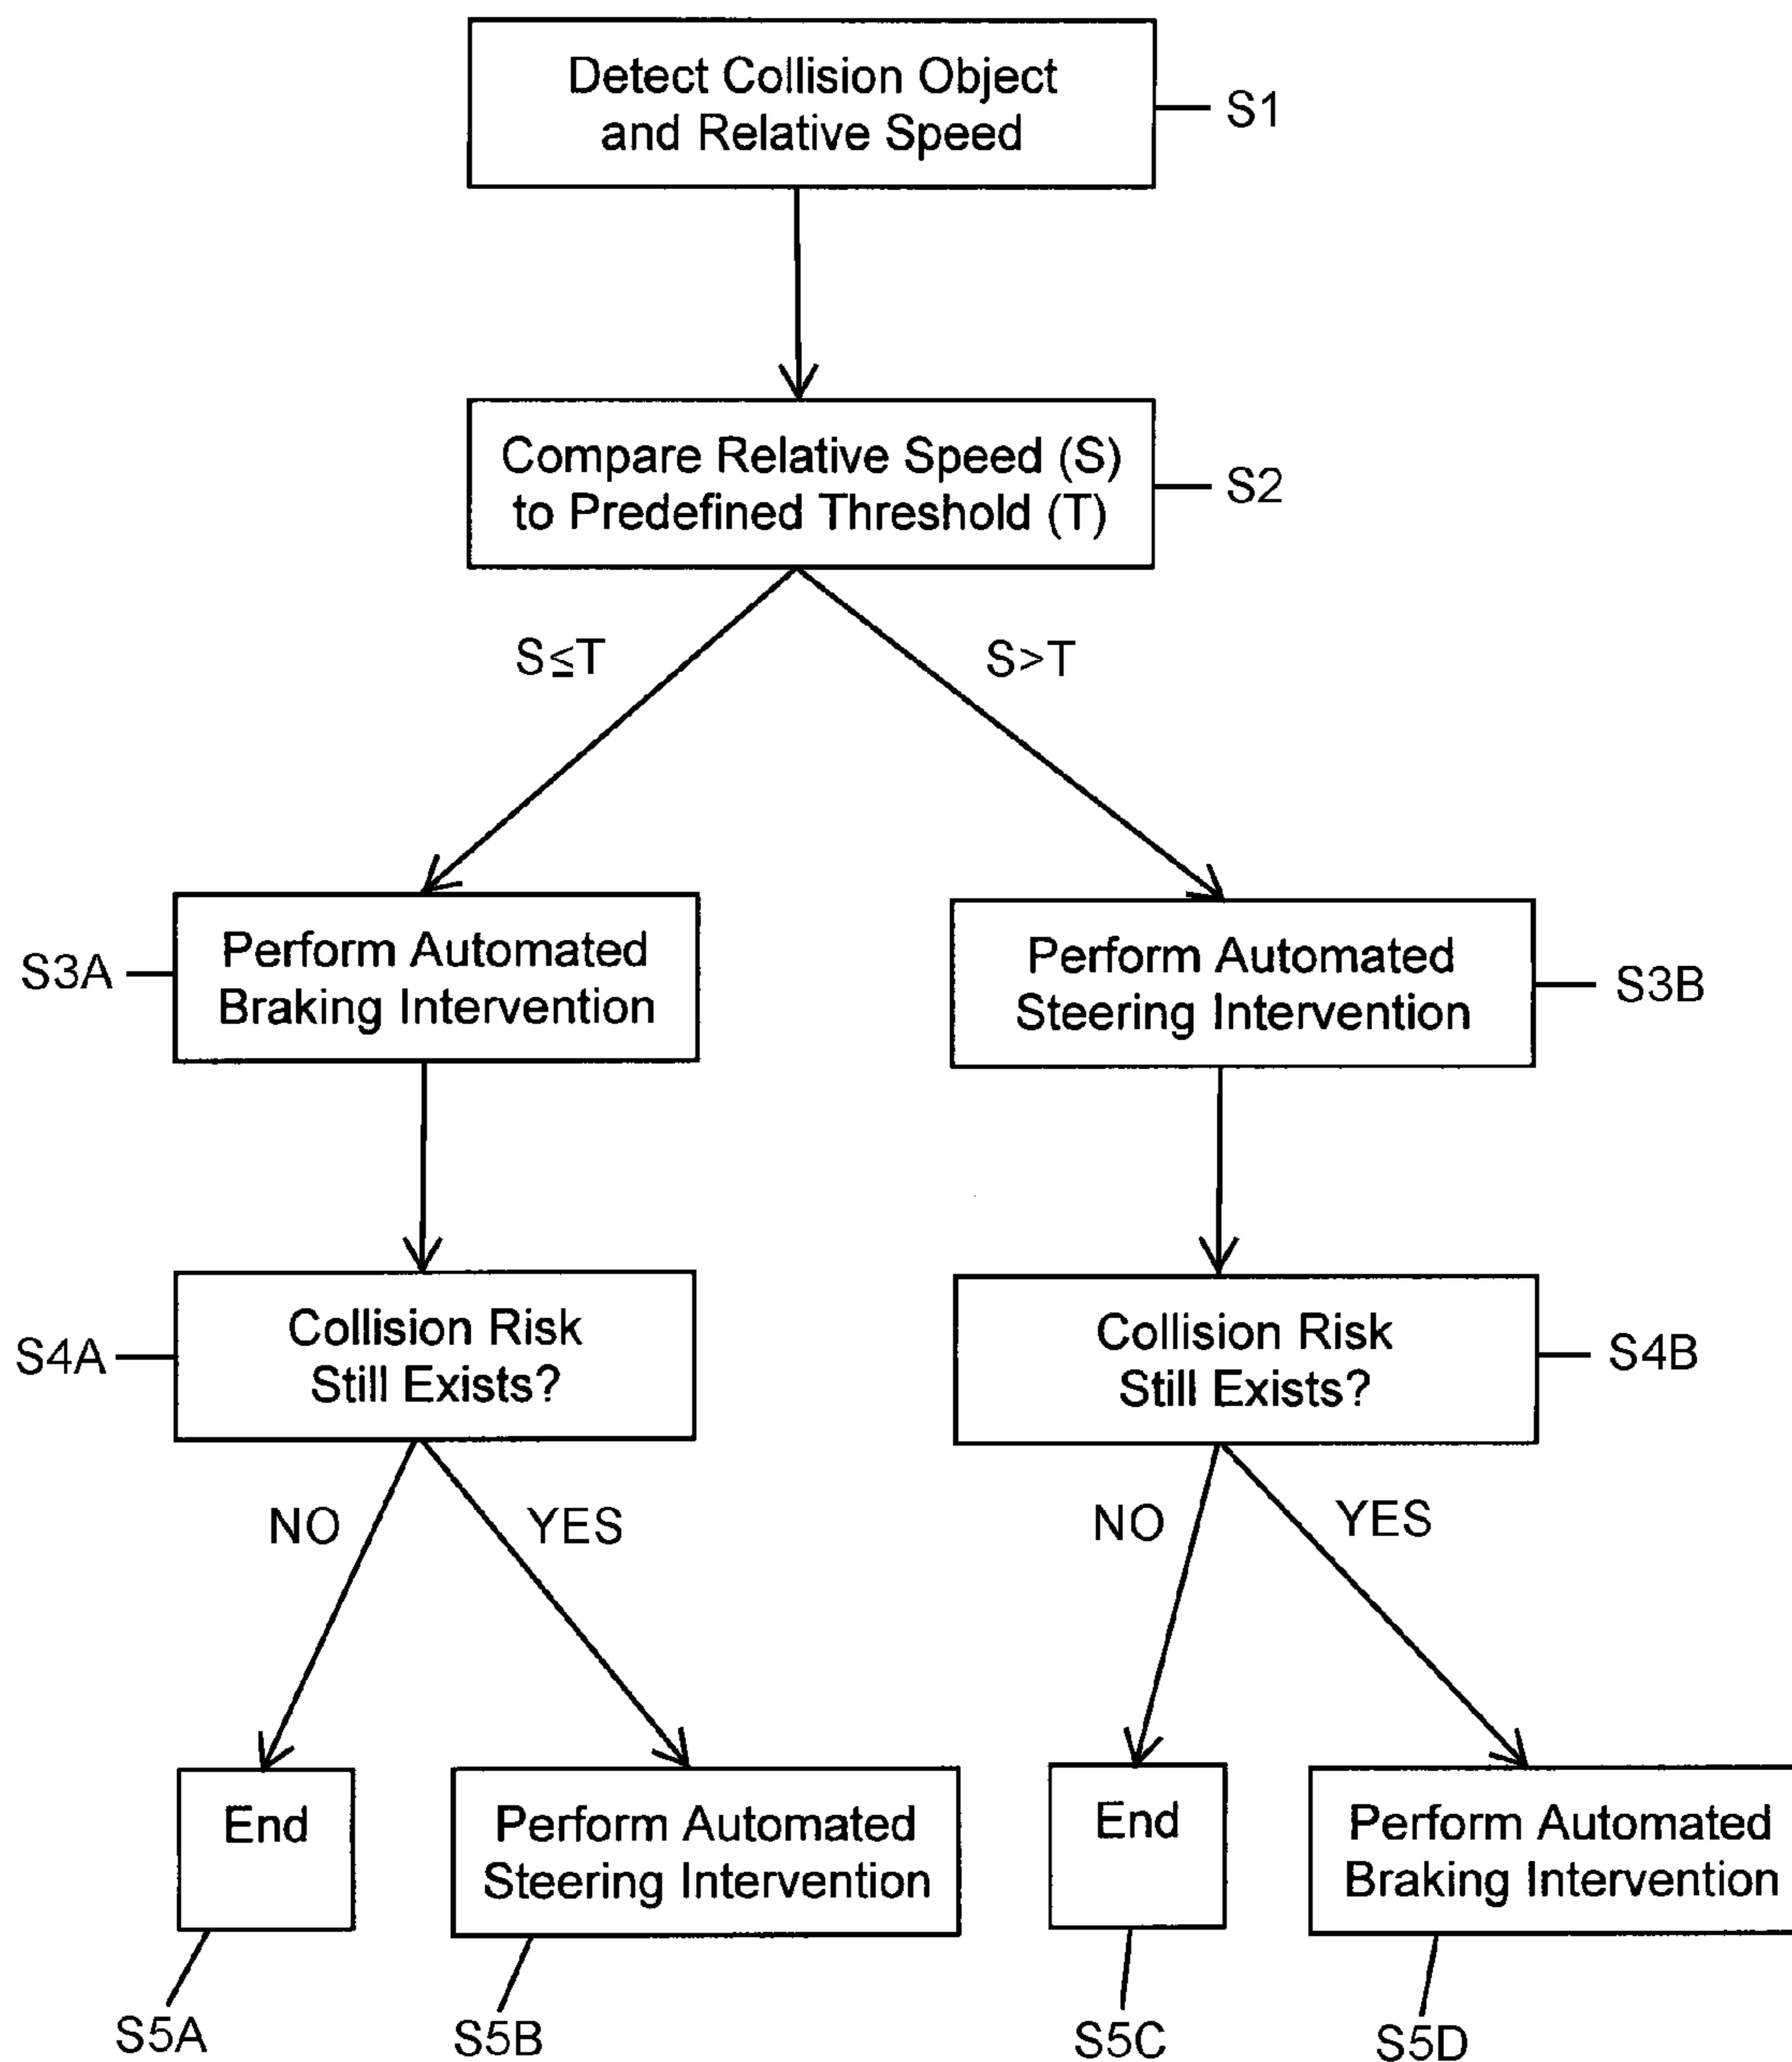 Detect Collision Object
and Relative Speed
S1
Compare Relative Speed (S)
to Predefined Threshold (T)
S2
S≤T
S>T
S3A
Perform Automated
Braking Intervention
Perform Automated
Steering Intervention
S3B
S4A
Collision Risk
Still Exists?
Collision Risk
Still Exists?
S4B
NO
YES
NO
YES
End
Perform Automated
Steering Intervention
End
Perform Automated
Braking Intervention
S5A
S5B
S5C
S5D